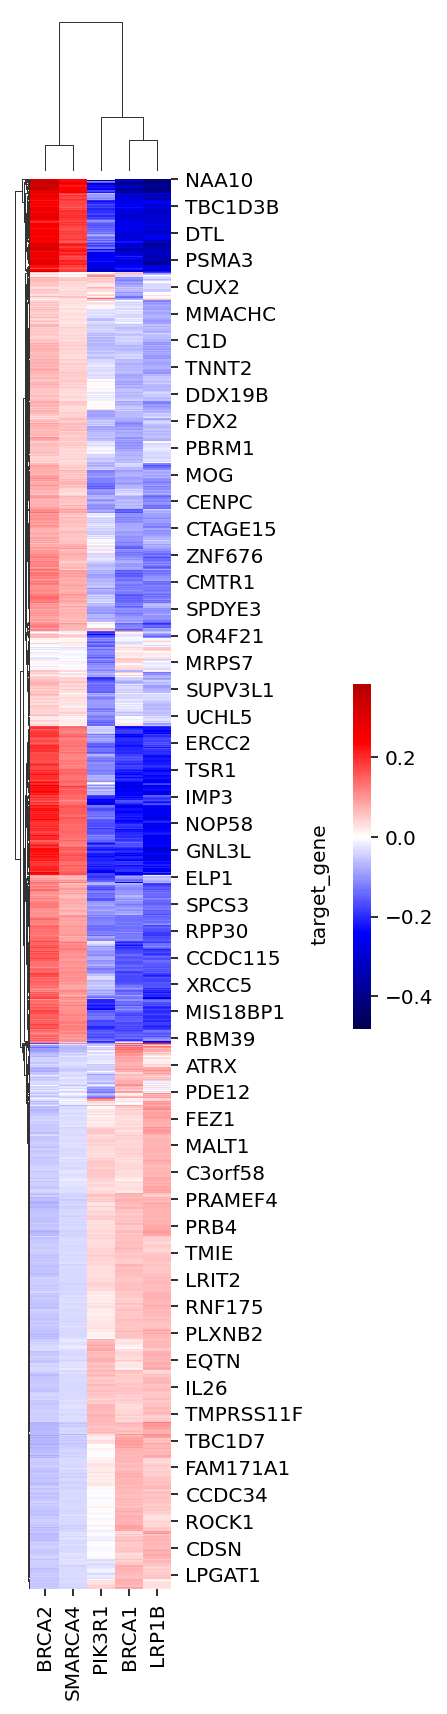 NAA10
TBC1D3B
DTL
PSMA3
CUX2
MMACHC
C1D
TNNT2
DDX19B
FDX2
PBRM1
MOG
CENPC
CTAGE15
ZNF676
CMTR1
SPDYE3
OR4F21
MRPS7
SUPV3L1
UCHL5
ERCC2
TSR1
IMP3
NOP58
GNL3L
ELP1
SPCS3
RPP30
CCDC115
XRCC5
MIS18BP1
RBM39
ATRX
PDE12
FEZ1
MALT1
C3orf58
PRAMEF4
PRB4
TMIE
LRIT2
RNF175
PLXNB2
EQTN
IL26
TMPRSS11F
TBC1D7
FAM171A1
CCDC34
ROCK1
CDSN
LPGAT1
BRCA2
SMARCA4
PIK3R1
BRCA1
LRP1B
target_gene
0.2
0.0
−0.2
−0.4